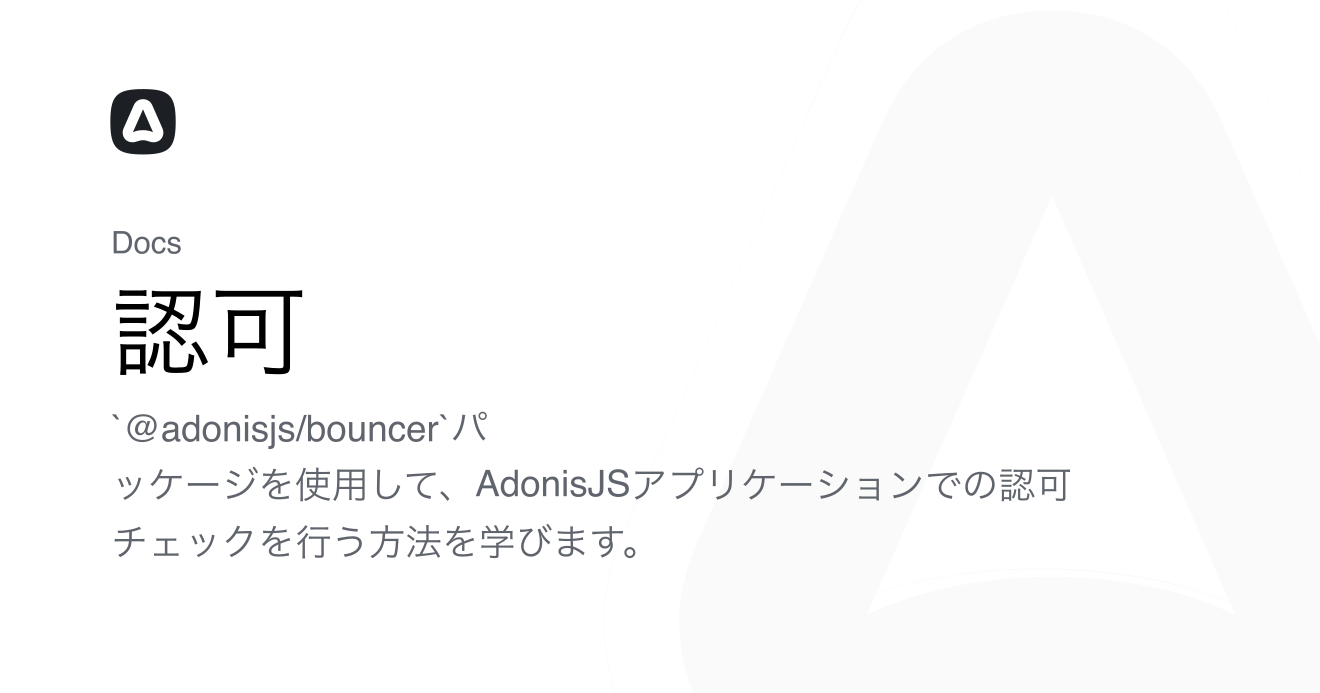 Docs
認可
`@adonisjs/bouncer`パ
ッケージを使用して、AdonisJSアプリケーションでの認可
チェックを行う方法を学びます。